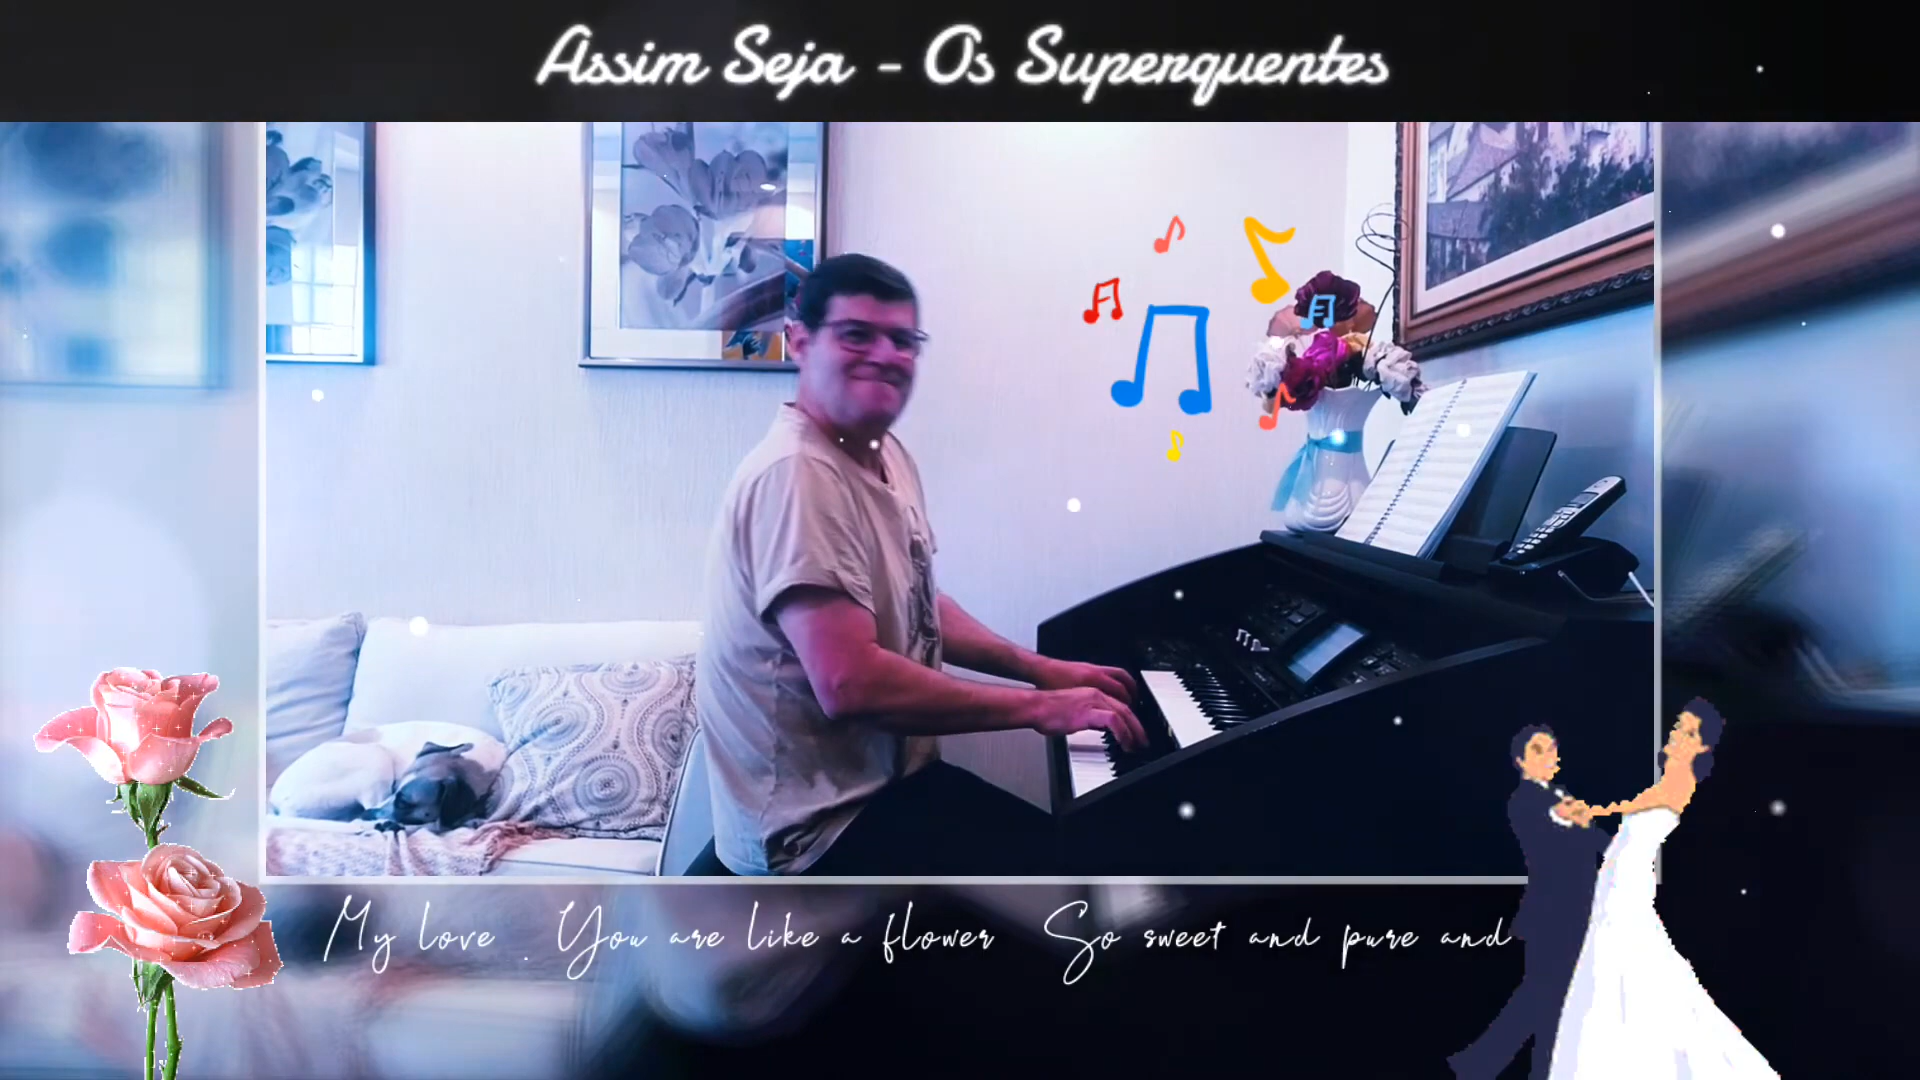 Assim Seja - Os Superquentes
My love You are like a flower So sweet and pure and